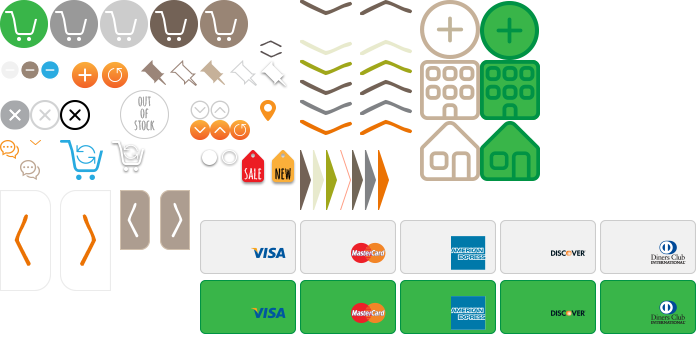 OUT
OF
STOCK
SALE
NEW
VISA
MasterCard
AMERICAN
EXPRESS
DISCOVER
Diners Club
INTERNATIONAL
VISA
MasterCard
AMERICAN
EXPRESS
DISCOVER
Diners Club
INTERNATIONAL